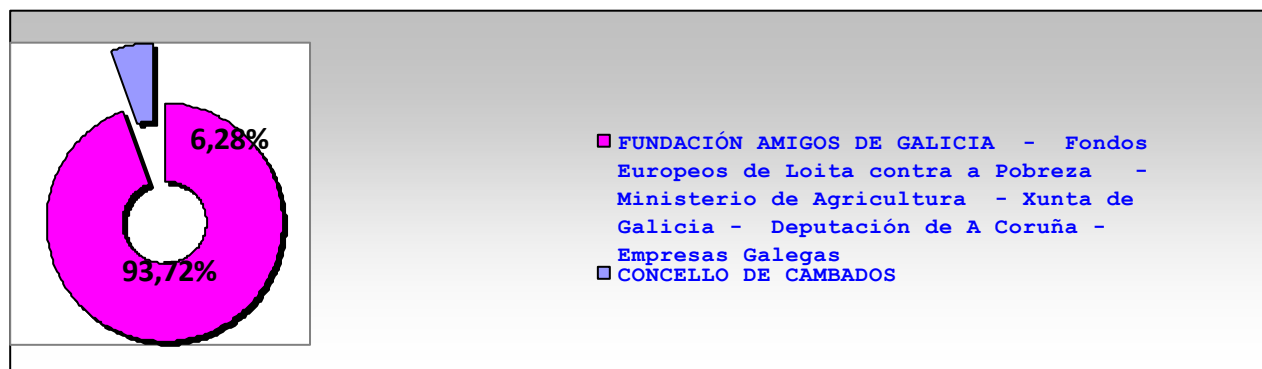 6,28%
93,72%
FUNDACIÓN AMIGOS DE GALICIA - Fondos
Europeos de Loita contra a Pobreza -
Ministerio de Agricultura - Xunta de
Galicia - Deputación de A Coruña -
Empresas Galegas
CONCELLO DE CAMBADOS